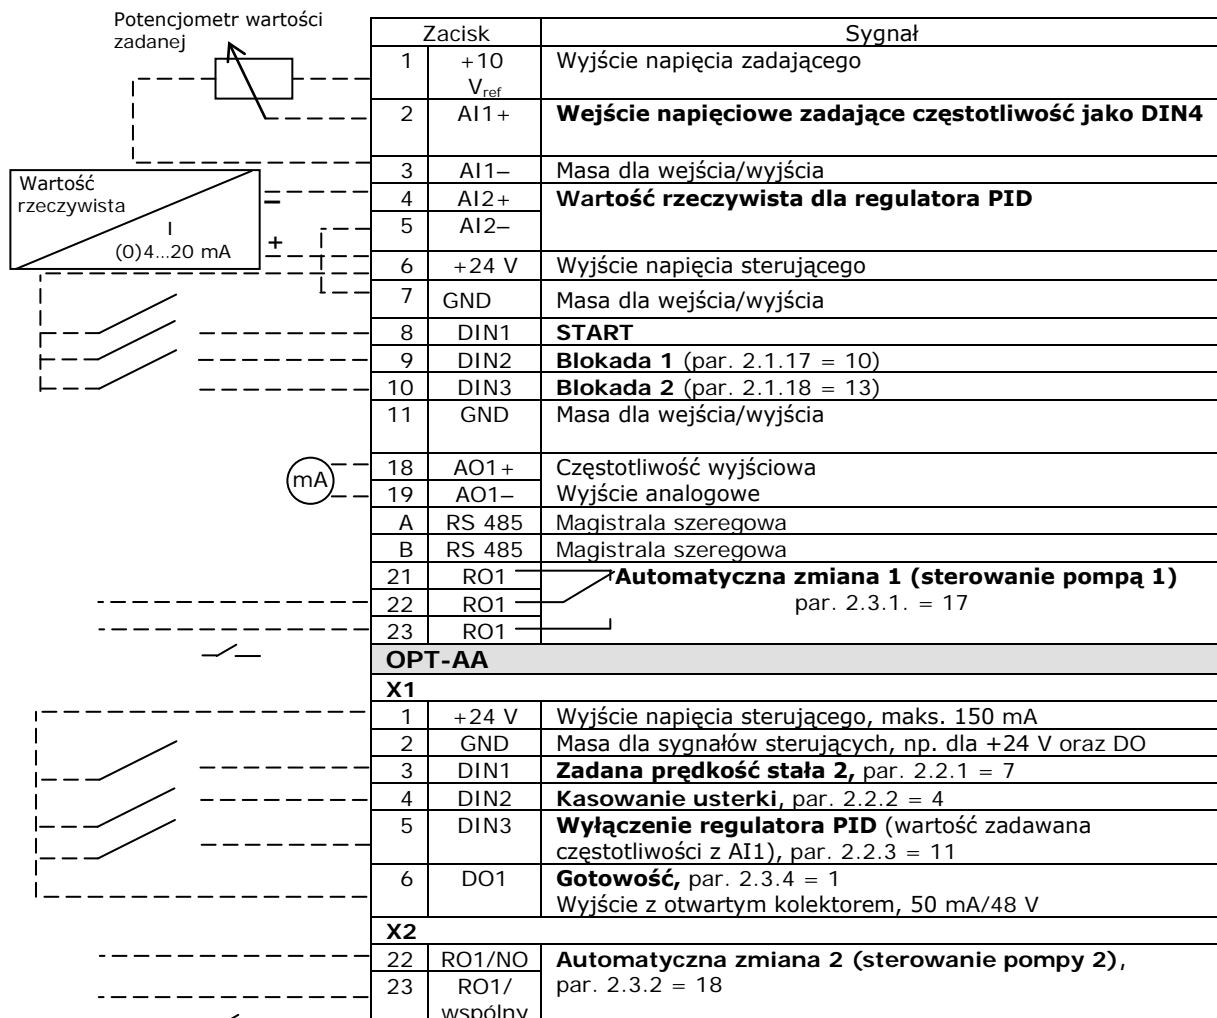 Potencjometr wartości
zadanej
Zacisk Sygnał
1 +10 Wyjście napięcia zadającego
Vref
2 AI1+ Wejście napięciowe zadające częstotliwość jako DIN4
3 AI1– Masa dla wejścia/wyjścia
Wartość
rzeczywista
I
(0)4...20 mA
– +
4 AI2+ Wartość rzeczywista dla regulatora PID
5 AI2–
6 +24 V Wyjście napięcia sterującego
7 GND Masa dla wejścia/wyjścia
8 DIN1 START
9 DIN2 Blokada 1 (par. 2.1.17 = 10)
10 DIN3 Blokada 2 (par. 2.1.18 = 13)
11 GND Masa dla wejścia/wyjścia
mA
18 AO1+ Częstotliwość wyjściowa
19 AO1– Wyjście analogowe
A RS 485 Magistrala szeregowa
B RS 485 Magistrala szeregowa
21 RO1 Automatyczna zmiana 1 (sterowanie pompą 1)
22 RO1 par. 2.3.1. = 17
23 RO1
OPT-AA
X1
1 +24 V Wyjście napięcia sterującego, maks. 150 mA
2 GND Masa dla sygnałów sterujących, np. dla +24 V oraz DO
3 DIN1 Zadana prędkość stała 2, par. 2.2.1 = 7
4 DIN2 Kasowanie usterki, par. 2.2.2 = 4
5 DIN3 Wyłączenie regulatora PID (wartość zadawana
częstotliwości z AI1), par. 2.2.3 = 11
6 DO1 Gotowość, par. 2.3.4 = 1
Wyjście z otwartym kolektorem, 50 mA/48 V
X2
22 RO1/NO Automatyczna zmiana 2 (sterowanie pompy 2),
23 RO1/ par. 2.3.2 = 18
wspólny